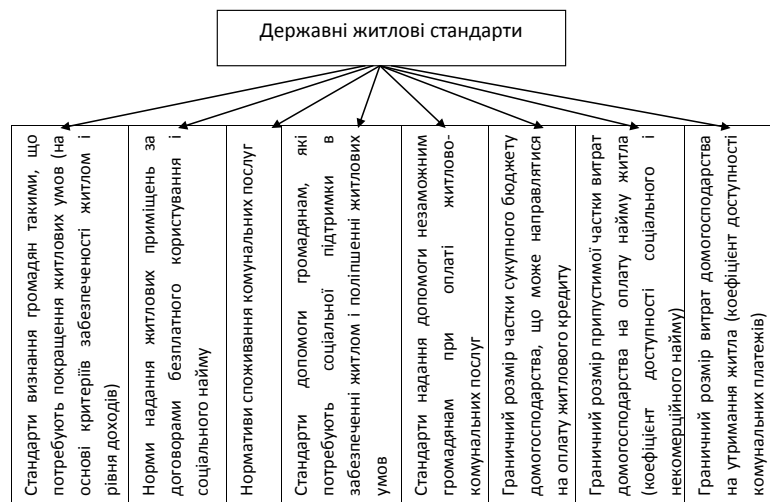 Державні житлові стандарти
Стандарти визнання громадян такими, що
потребують покращення житлових умов (на
основі критеріїв забезпеченості житлом і
рівня доходів)
Норми надання житлових приміщень за
договорами безплатного користування і
соціального найму
Нормативи споживання комунальних послуг
Стандарти допомоги громадянам, які
потребують соціальної підтримки в
забезпеченні житлом і поліпшенні житлових
умов
Стандарти надання допомоги незаможним
громадянам при оплаті житлово-
комунальних послуг
Граничний розмір частки сукупного бюджету
домогосподарства, що може направлятися
на оплату житлового кредиту
Граничний розмір припустимої частки витрат
домогосподарства на оплату найму житла
(коефіцієнт доступності соціального і
некомерційного найму)
Граничний розмір витрат домогосподарства
на утримання житла (коефіцієнт доступності
комунальних платежів)